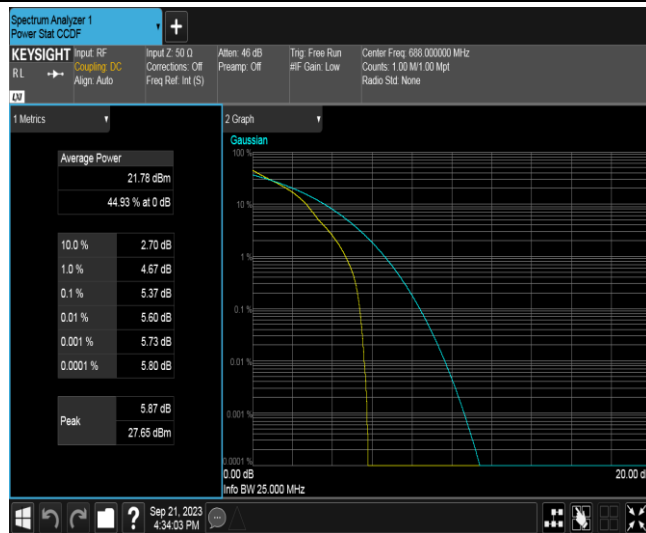 Spectrum Analyzer 1
Power Stat CCDF
+
KEYSIGHT
RL
Input: RF
Coupling: DC
Align: Auto
Input Z: 50 Ω
Corrections: Off
Freq Ref: Int (S)
Atten: 46 dB
Preamp: Off
Trig: Free Run
#IF Gain: Low
Center Freq: 688.000000 MHz
Counts: 1.00 M/1.00 Mpt
Radio Std: None
LXI
1 Metrics
Average Power
21.78 dBm
44.93 % at 0 dB
10.0 % 2.70 dB
1.0 % 4.67 dB
0.1 % 5.37 dB
0.01 % 5.60 dB
0.001 % 5.73 dB
0.0001 % 5.80 dB
Peak
5.87 dB
27.65 dBm
2 Graph
Gaussian
100 %
10 %
1 %
0.1 %
0.01 %
0.001 %
0.0001 %
0.00 dB
20.00 d
Info BW 25.000 MHz
?
Sep 21, 2023
4:34:03 PM